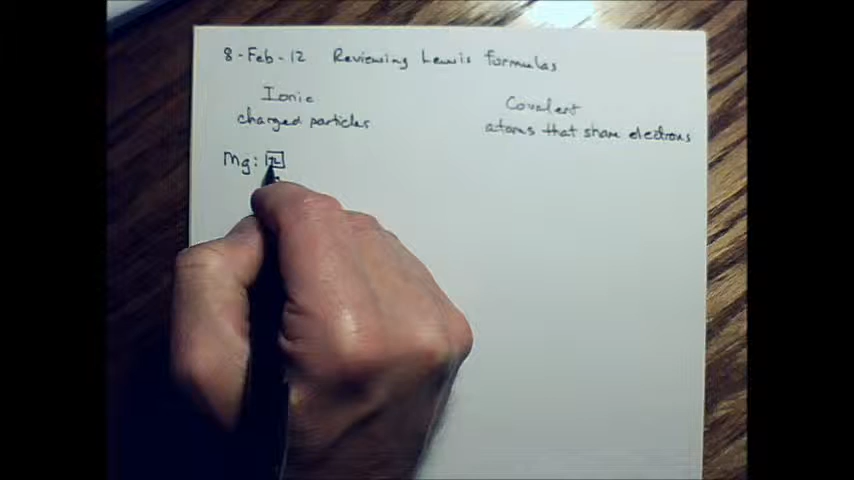 8-Feb-12 Reviewing Lewis formulas
Ionic
charged particles
Covalent
atoms that share electrons
Mg: